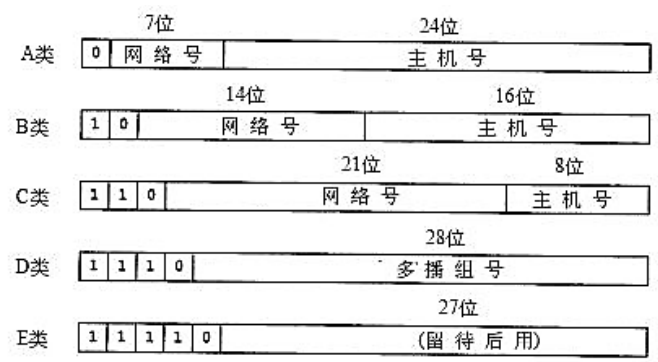 7位 24位
A类 0 网络号 主机号
14位 16位
B类 1 0 网络号 主机号
21位 8位
C类 1 1 0 网络号 主机号
28位
D类 1 1 1 0 多播组号
27位
E类 1 1 1 1 0 (留待后用)